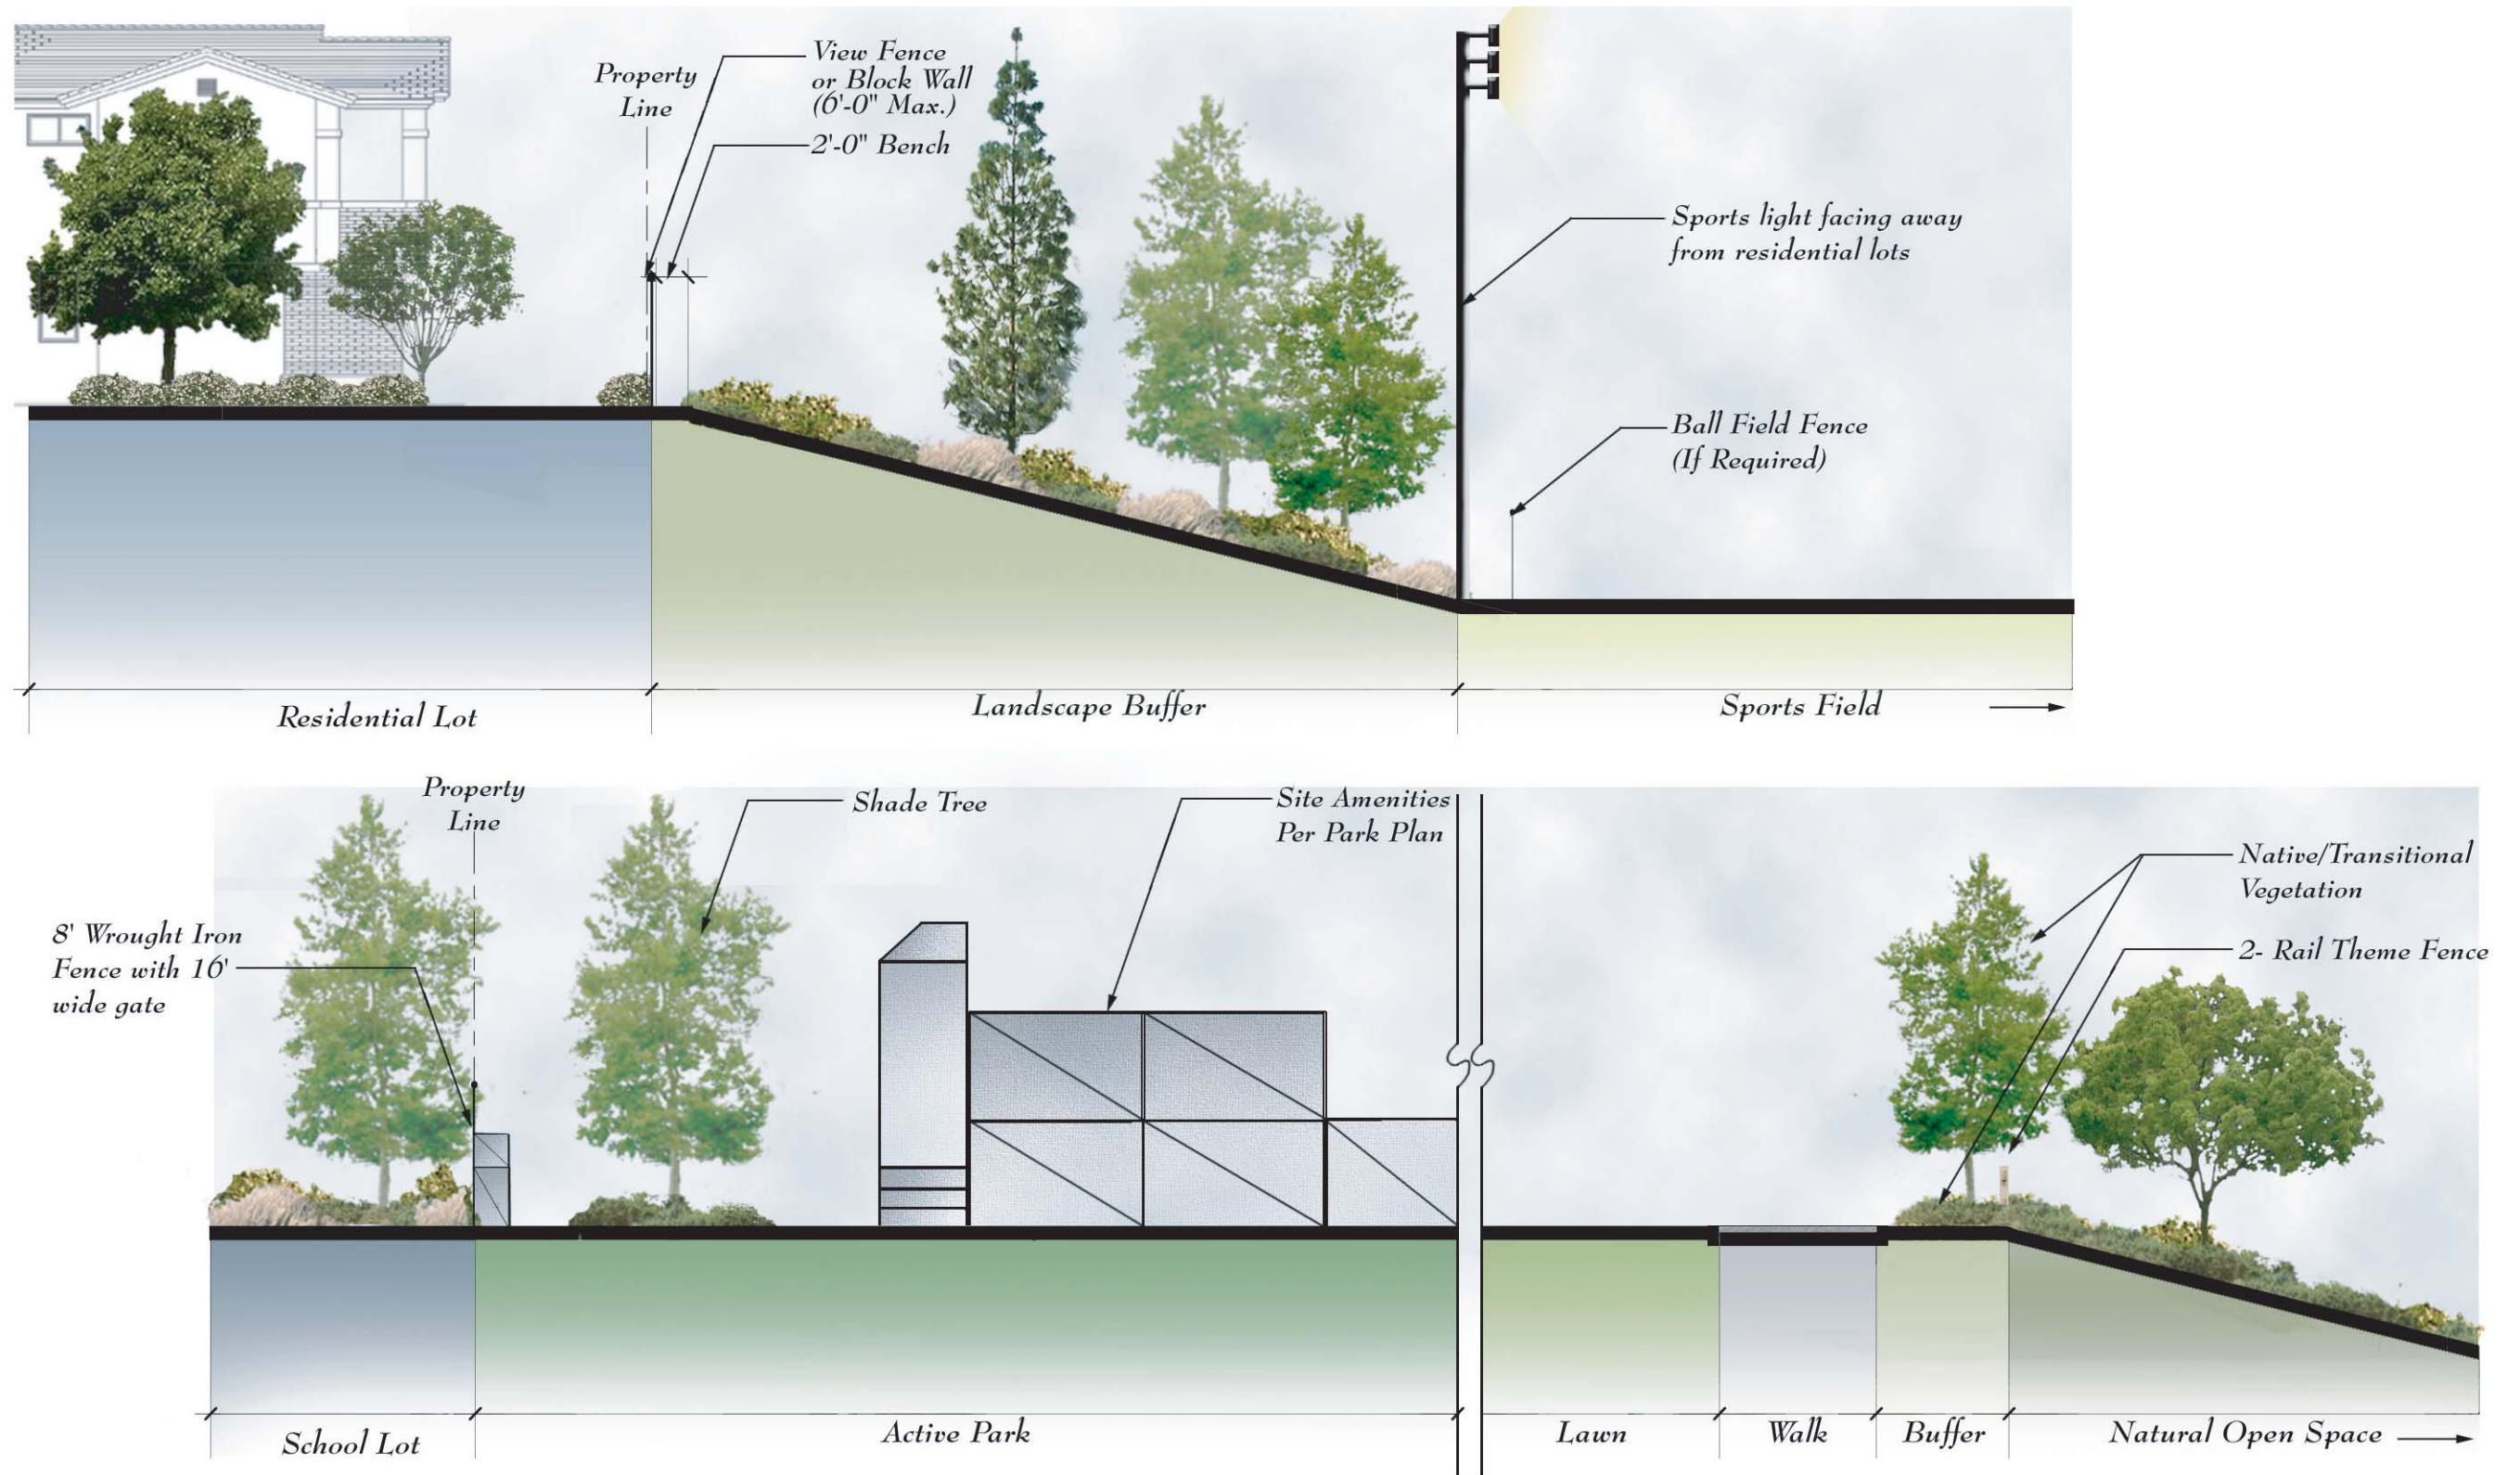 Property
Line
View Fence
or Block Wall
(6'-0" Max.)
2'-0" Bench
Sports light facing away
from residential lots
Ball Field Fence
(If Required)
Residential Lot
Landscape Buffer
Sports Field
Property
Line
Shade Tree
Site Amenities
Per Park Plan
8' Wrought Iron
Fence with 16'
wide gate
Native/Transitional
Vegetation
2- Rail Theme Fence
School Lot
Active Park
Lawn
Walk
Buffer
Natural Open Space